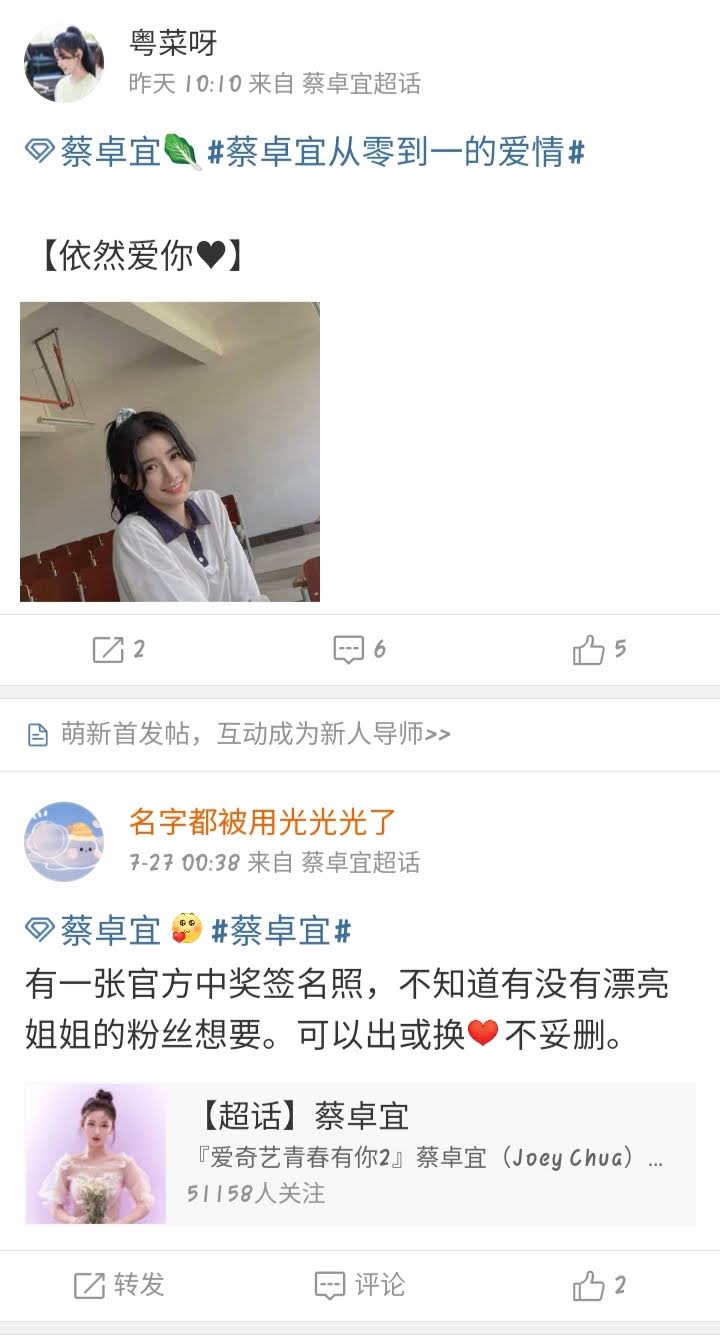 粤菜呀
昨天 10:10 来自 蔡卓宜超话
蔡卓宜🥬 #蔡卓宜从零到一的爱情#
【依然爱你♥】
2
6
5
萌新首发帖，互动成为新人导师>>
名字都被用光光光了
7-27 00:38 来自 蔡卓宜超话
蔡卓宜 🥰 #蔡卓宜#
有一张官方中奖签名照，不知道有没有漂亮
姐姐的粉丝想要。可以出或换❤️不妥删。
【超话】蔡卓宜
『爱奇艺青春有你2』蔡卓宜（Joey Chua）...
51158人关注
转发
评论
2